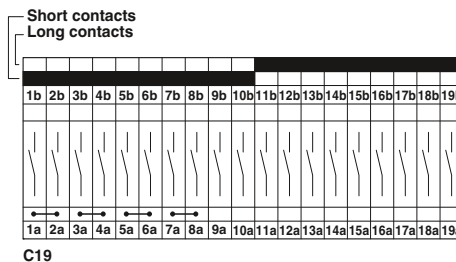 Short contacts
Long contacts
1b 2b 3b 4b 5b 6b 7b 8b 9b 10b 11b 12b 13b 14b 15b 16b 17b 18b 19b
1a 2a 3a 4a 5a 6a 7a 8a 9a 10a 11a 12a 13a 14a 15a 16a 17a 18a 19a
C19